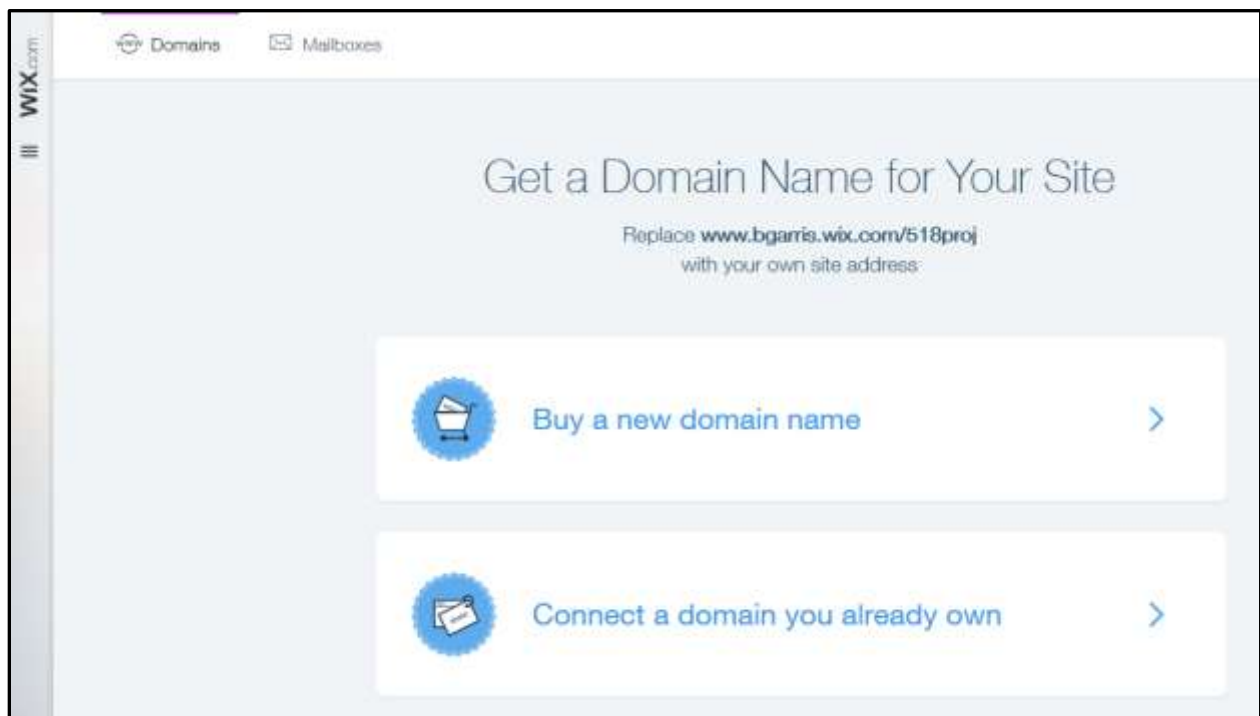 WiX.com
Domains
Mailboxes
Get a Domain Name for Your Site
Replace www.bgarris.wix.com/518proj
with your own site address
Buy a new domain name
Connect a domain you already own